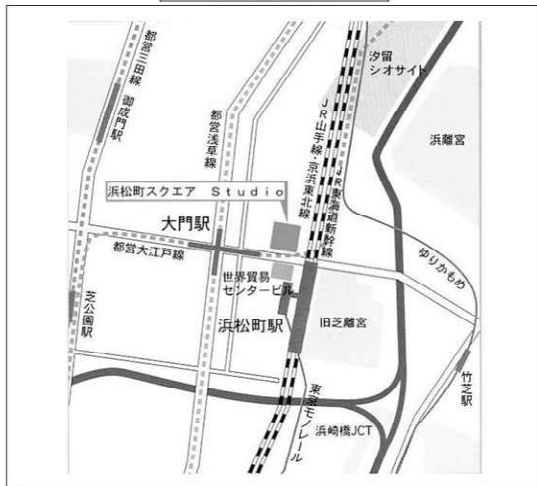 汐留
シオサイト
浜離宮
都営三田線
御成門駅
都営浅草線
JR山手線・京浜東北線
JR東海道新幹線
浜松町スクエア Studio
大門駅
都営大江戸線
ゆりかもめ
世界貿易
センタービル
浜松町駅
旧芝離宮
芝公園駅
竹芝駅
東京モノレール
浜崎橋JCT